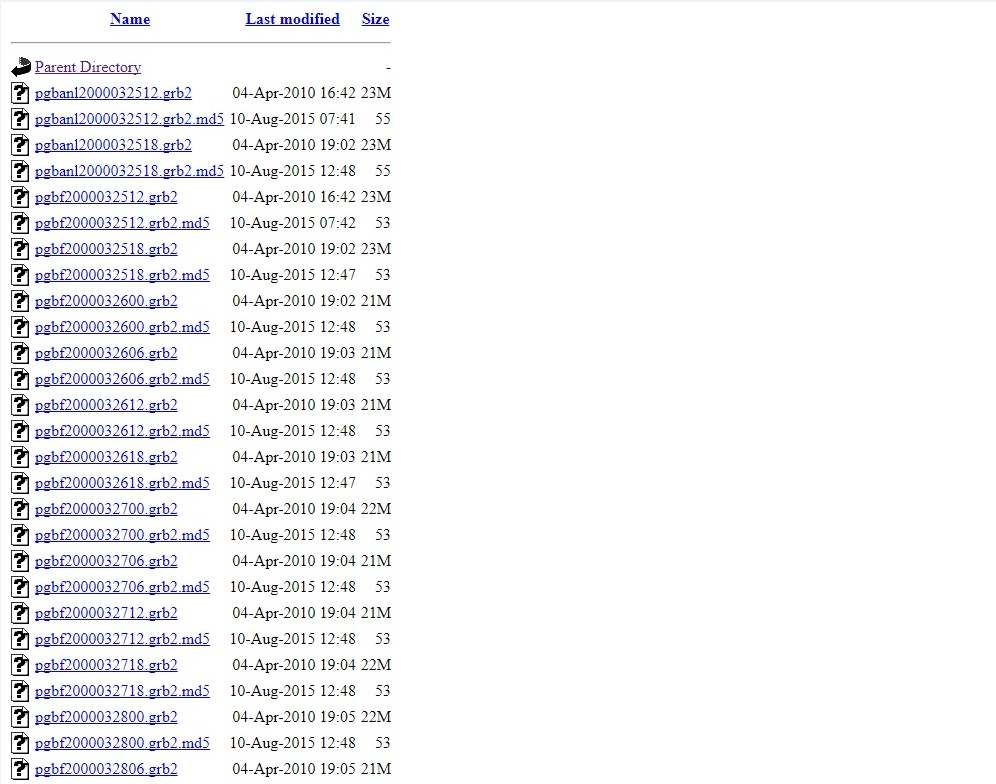 Name Last modified Size
Parent Directory -
pgbanl2000032512.grb2 04-Apr-2010 16:42 23M
pgbanl2000032512.grb2.md5 10-Aug-2015 07:41 55
pgbanl2000032518.grb2 04-Apr-2010 19:02 23M
pgbanl2000032518.grb2.md5 10-Aug-2015 12:48 55
pgbf2000032512.grb2 04-Apr-2010 16:42 23M
pgbf2000032512.grb2.md5 10-Aug-2015 07:42 53
pgbf2000032518.grb2 04-Apr-2010 19:02 23M
pgbf2000032518.grb2.md5 10-Aug-2015 12:47 53
pgbf2000032600.grb2 04-Apr-2010 19:02 21M
pgbf2000032600.grb2.md5 10-Aug-2015 12:48 53
pgbf2000032606.grb2 04-Apr-2010 19:03 21M
pgbf2000032606.grb2.md5 10-Aug-2015 12:48 53
pgbf2000032612.grb2 04-Apr-2010 19:03 21M
pgbf2000032612.grb2.md5 10-Aug-2015 12:48 53
pgbf2000032618.grb2 04-Apr-2010 19:03 21M
pgbf2000032618.grb2.md5 10-Aug-2015 12:47 53
pgbf2000032700.grb2 04-Apr-2010 19:04 22M
pgbf2000032700.grb2.md5 10-Aug-2015 12:48 53
pgbf2000032706.grb2 04-Apr-2010 19:04 21M
pgbf2000032706.grb2.md5 10-Aug-2015 12:48 53
pgbf2000032712.grb2 04-Apr-2010 19:04 21M
pgbf2000032712.grb2.md5 10-Aug-2015 12:48 53
pgbf2000032718.grb2 04-Apr-2010 19:04 22M
pgbf2000032718.grb2.md5 10-Aug-2015 12:48 53
pgbf2000032800.grb2 04-Apr-2010 19:05 22M
pgbf2000032800.grb2.md5 10-Aug-2015 12:48 53
pgbf2000032806.grb2 04-Apr-2010 19:05 21M